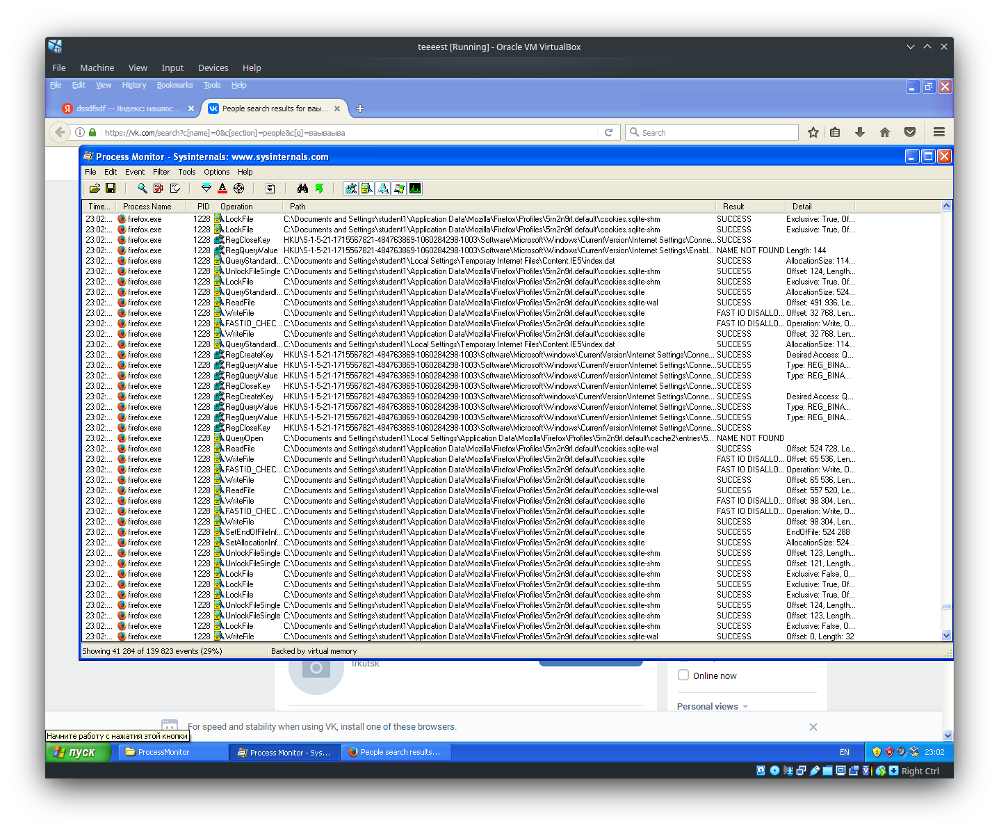 teeeest [Running] - Oracle VM VirtualBox
File Machine View Input Devices Help
File Edit View History Bookmarks Tools Help
dssdfsdf — Яндекс: нашлос...
People search results for ваы...
https://vk.com/search?c[name]=0&c[section]=people&c[q]=ваываыва
Search
Process Monitor - Sysinternals: www.sysinternals.com
File Edit Event Filter Tools Options Help
Time... Process Name PID Operation Path Result Detail
23:02:... firefox.exe 1228 LockFile C:\Documents and Settings\student1\Application Data\Mozilla\Firefox\Profiles\5rn2n9rl.default\cookies.sqlite-shm SUCCESS Exclusive: True, Of...
23:02:... firefox.exe 1228 LockFile C:\Documents and Settings\student1\Application Data\Mozilla\Firefox\Profiles\5rn2n9rl.default\cookies.sqlite-shm SUCCESS Exclusive: True, Of...
23:02:... firefox.exe 1228 RegCloseKey HKU\S-1-5-21-1715567821-484763869-1060284298-1003\Software\Microsoft\Windows\CurrentVersion\Internet Settings\Conne... SUCCESS
23:02:... firefox.exe 1228 RegQueryValue HKU\S-1-5-21-1715567821-484763869-1060284298-1003\Software\Microsoft\Windows\CurrentVersion\Internet Settings\Enabl... NAME NOT FOUND Length: 144
23:02:... firefox.exe 1228 QueryStandardI... C:\Documents and Settings\student1\Local Settings\Temporary Internet Files\Content.IE5\index.dat SUCCESS AllocationSize: 114...
23:02:... firefox.exe 1228 UnlockFileSingle C:\Documents and Settings\student1\Application Data\Mozilla\Firefox\Profiles\5rn2n9rl.default\cookies.sqlite-shm SUCCESS Offset: 124, Length...
23:02:... firefox.exe 1228 LockFile C:\Documents and Settings\student1\Application Data\Mozilla\Firefox\Profiles\5rn2n9rl.default\cookies.sqlite-shm SUCCESS Exclusive: True, Of...
23:02:... firefox.exe 1228 QueryStandardI... C:\Documents and Settings\student1\Application Data\Mozilla\Firefox\Profiles\5rn2n9rl.default\cookies.sqlite SUCCESS AllocationSize: 524...
23:02:... firefox.exe 1228 ReadFile C:\Documents and Settings\student1\Application Data\Mozilla\Firefox\Profiles\5rn2n9rl.default\cookies.sqlite-wal SUCCESS Offset: 491 936, Le...
23:02:... firefox.exe 1228 WriteFile C:\Documents and Settings\student1\Application Data\Mozilla\Firefox\Profiles\5rn2n9rl.default\cookies.sqlite FAST IO DISALLO... Offset: 32 768, Len...
23:02:... firefox.exe 1228 FASTIO_CHEC... C:\Documents and Settings\student1\Application Data\Mozilla\Firefox\Profiles\5rn2n9rl.default\cookies.sqlite FAST IO DISALLO... Operation: Write, O...
23:02:... firefox.exe 1228 WriteFile C:\Documents and Settings\student1\Application Data\Mozilla\Firefox\Profiles\5rn2n9rl.default\cookies.sqlite SUCCESS Offset: 32 768, Len...
23:02:... firefox.exe 1228 QueryStandardI... C:\Documents and Settings\student1\Local Settings\Temporary Internet Files\Content.IE5\index.dat SUCCESS AllocationSize: 114...
23:02:... firefox.exe 1228 RegCreateKey HKU\S-1-5-21-1715567821-484763869-1060284298-1003\Software\Microsoft\windows\CurrentVersion\Internet Settings\Conne... SUCCESS Desired Access: Q...
23:02:... firefox.exe 1228 RegQueryValue HKU\S-1-5-21-1715567821-484763869-1060284298-1003\Software\Microsoft\Windows\CurrentVersion\Internet Settings\Conne... SUCCESS Type: REG_BINA...
23:02:... firefox.exe 1228 RegQueryValue HKU\S-1-5-21-1715567821-484763869-1060284298-1003\Software\Microsoft\Windows\CurrentVersion\Internet Settings\Conne... SUCCESS Type: REG_BINA...
23:02:... firefox.exe 1228 RegCloseKey HKU\S-1-5-21-1715567821-484763869-1060284298-1003\Software\Microsoft\Windows\CurrentVersion\Internet Settings\Conne... SUCCESS
23:02:... firefox.exe 1228 RegCreateKey HKU\S-1-5-21-1715567821-484763869-1060284298-1003\Software\Microsoft\windows\CurrentVersion\Internet Settings\Conne... SUCCESS Desired Access: Q...
23:02:... firefox.exe 1228 RegQueryValue HKU\S-1-5-21-1715567821-484763869-1060284298-1003\Software\Microsoft\Windows\CurrentVersion\Internet Settings\Conne... SUCCESS Type: REG_BINA...
23:02:... firefox.exe 1228 RegQueryValue HKU\S-1-5-21-1715567821-484763869-1060284298-1003\Software\Microsoft\Windows\CurrentVersion\Internet Settings\Conne... SUCCESS Type: REG_BINA...
23:02:... firefox.exe 1228 RegCloseKey HKU\S-1-5-21-1715567821-484763869-1060284298-1003\Software\Microsoft\Windows\CurrentVersion\Internet Settings\Conne... SUCCESS
23:02:... firefox.exe 1228 QueryOpen C:\Documents and Settings\student1\Local Settings\Application Data\Mozilla\Firefox\Profiles\5rn2n9rl.default\cache2\entries\5... NAME NOT FOUND
23:02:... firefox.exe 1228 ReadFile C:\Documents and Settings\student1\Application Data\Mozilla\Firefox\Profiles\5rn2n9rl.default\cookies.sqlite-wal SUCCESS Offset: 524 728, Le...
23:02:... firefox.exe 1228 WriteFile C:\Documents and Settings\student1\Application Data\Mozilla\Firefox\Profiles\5rn2n9rl.default\cookies.sqlite FAST IO DISALLO... Offset: 65 536, Len...
23:02:... firefox.exe 1228 FASTIO_CHEC... C:\Documents and Settings\student1\Application Data\Mozilla\Firefox\Profiles\5rn2n9rl.default\cookies.sqlite FAST IO DISALLO... Operation: Write, O...
23:02:... firefox.exe 1228 WriteFile C:\Documents and Settings\student1\Application Data\Mozilla\Firefox\Profiles\5rn2n9rl.default\cookies.sqlite SUCCESS Offset: 65 536, Len...
23:02:... firefox.exe 1228 ReadFile C:\Documents and Settings\student1\Application Data\Mozilla\Firefox\Profiles\5rn2n9rl.default\cookies.sqlite-wal SUCCESS Offset: 557 520, Len...
23:02:... firefox.exe 1228 WriteFile C:\Documents and Settings\student1\Application Data\Mozilla\Firefox\Profiles\5rn2n9rl.default\cookies.sqlite FAST IO DISALLO... Offset: 98 304, Len...
23:02:... firefox.exe 1228 FASTIO_CHEC... C:\Documents and Settings\student1\Application Data\Mozilla\Firefox\Profiles\5rn2n9rl.default\cookies.sqlite FAST IO DISALLO... Operation: Write, O...
23:02:... firefox.exe 1228 WriteFile C:\Documents and Settings\student1\Application Data\Mozilla\Firefox\Profiles\5rn2n9rl.default\cookies.sqlite SUCCESS Offset: 98 304, Len...
23:02:... firefox.exe 1228 SetEndOfFileInf... C:\Documents and Settings\student1\Application Data\Mozilla\Firefox\Profiles\5rn2n9rl.default\cookies.sqlite SUCCESS EndOfFile: 524 288
23:02:... firefox.exe 1228 SetAllocationInf... C:\Documents and Settings\student1\Application Data\Mozilla\Firefox\Profiles\5rn2n9rl.default\cookies.sqlite SUCCESS AllocationSize: 524...
23:02:... firefox.exe 1228 UnlockFileSingle C:\Documents and Settings\student1\Application Data\Mozilla\Firefox\Profiles\5rn2n9rl.default\cookies.sqlite-shm SUCCESS Offset: 123, Length...
23:02:... firefox.exe 1228 UnlockFileSingle C:\Documents and Settings\student1\Application Data\Mozilla\Firefox\Profiles\5rn2n9rl.default\cookies.sqlite-shm SUCCESS Offset: 121, Length...
23:02:... firefox.exe 1228 LockFile C:\Documents and Settings\student1\Application Data\Mozilla\Firefox\Profiles\5rn2n9rl.default\cookies.sqlite-shm SUCCESS Exclusive: False, O...
23:02:... firefox.exe 1228 LockFile C:\Documents and Settings\student1\Application Data\Mozilla\Firefox\Profiles\5rn2n9rl.default\cookies.sqlite-shm SUCCESS Exclusive: True, Of...
23:02:... firefox.exe 1228 LockFile C:\Documents and Settings\student1\Application Data\Mozilla\Firefox\Profiles\5rn2n9rl.default\cookies.sqlite-shm SUCCESS Exclusive: True, Of...
23:02:... firefox.exe 1228 UnlockFileSingle C:\Documents and Settings\student1\Application Data\Mozilla\Firefox\Profiles\5rn2n9rl.default\cookies.sqlite-shm SUCCESS Offset: 124, Length...
23:02:... firefox.exe 1228 UnlockFileSingle C:\Documents and Settings\student1\Application Data\Mozilla\Firefox\Profiles\5rn2n9rl.default\cookies.sqlite-shm SUCCESS Offset: 123, Length...
23:02:... firefox.exe 1228 LockFile C:\Documents and Settings\student1\Application Data\Mozilla\Firefox\Profiles\5rn2n9rl.default\cookies.sqlite-shm SUCCESS Exclusive: False, O...
23:02:... firefox.exe 1228 WriteFile C:\Documents and Settings\student1\Application Data\Mozilla\Firefox\Profiles\5rn2n9rl.default\cookies.sqlite-wal SUCCESS Offset: 0, Length: 32
Showing 41 284 of 139 823 events (29%) Backed by virtual memory
Irkutsk
Online now
Personal views
For speed and stability when using VK, install one of these browsers.
Начните работу с нажатия этой кнопки
пуск
ProcessMonitor
Process Monitor - Sys...
People search results...
EN
23:02
Right Ctrl